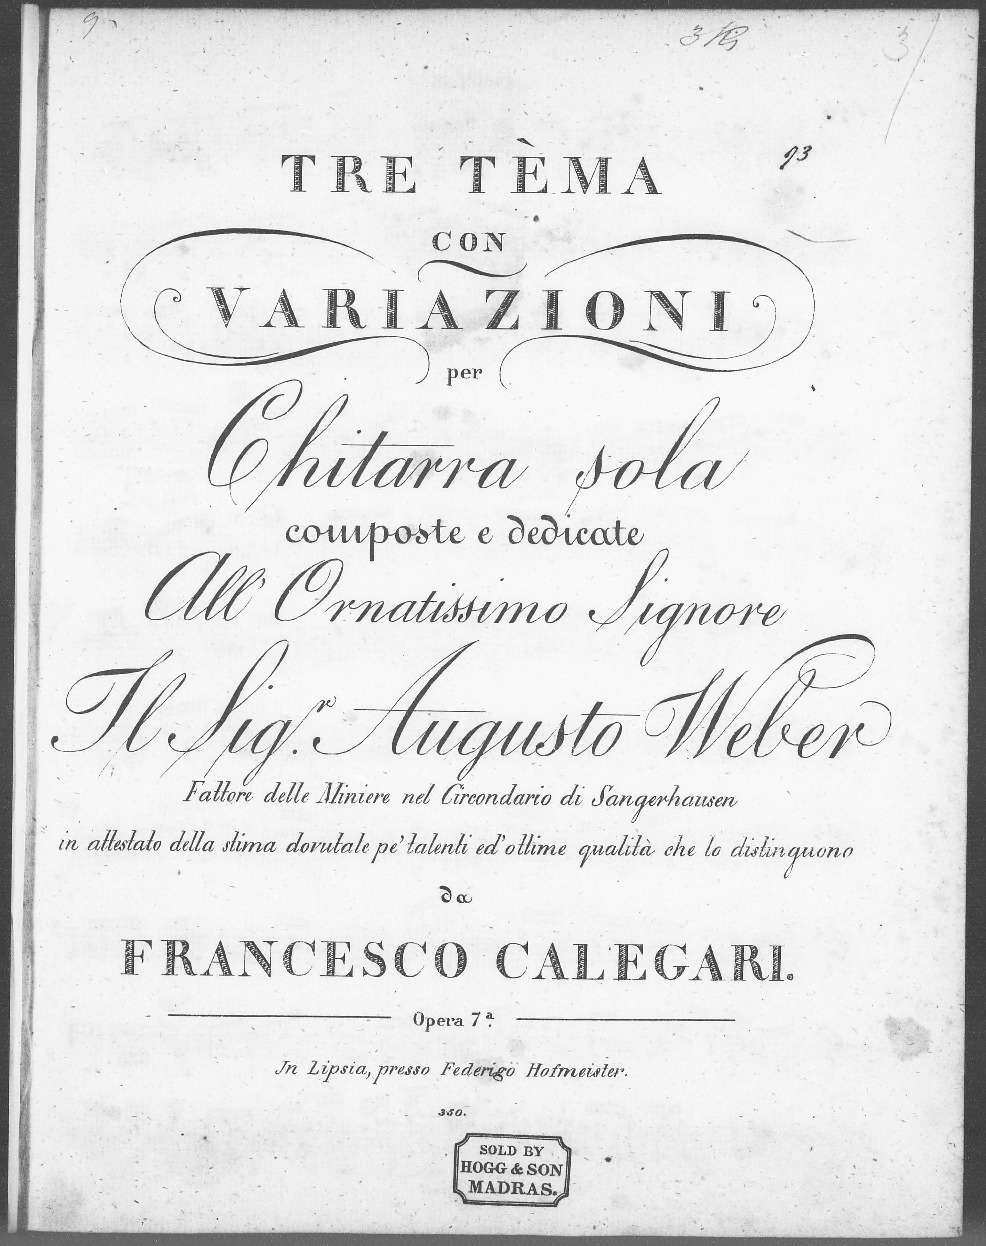 9
3
93
TRE TÈMA
CON
VARIAZIONI
per
Chitarra sola
composte e dedicate
All' Ornatissimo Signore
Il Sig.r Augusto Weber
Fattore delle Miniere nel Circondario di Sangerhausen
in attestato della stima dovutale pe' talenti ed' ottime qualità che lo distinguono
da
FRANCESCO CALEGARI.
Opera 7.a
In Lipsia, presso Federigo Hofmeister.
350.
SOLD BY
HOGG & SON
MADRAS.